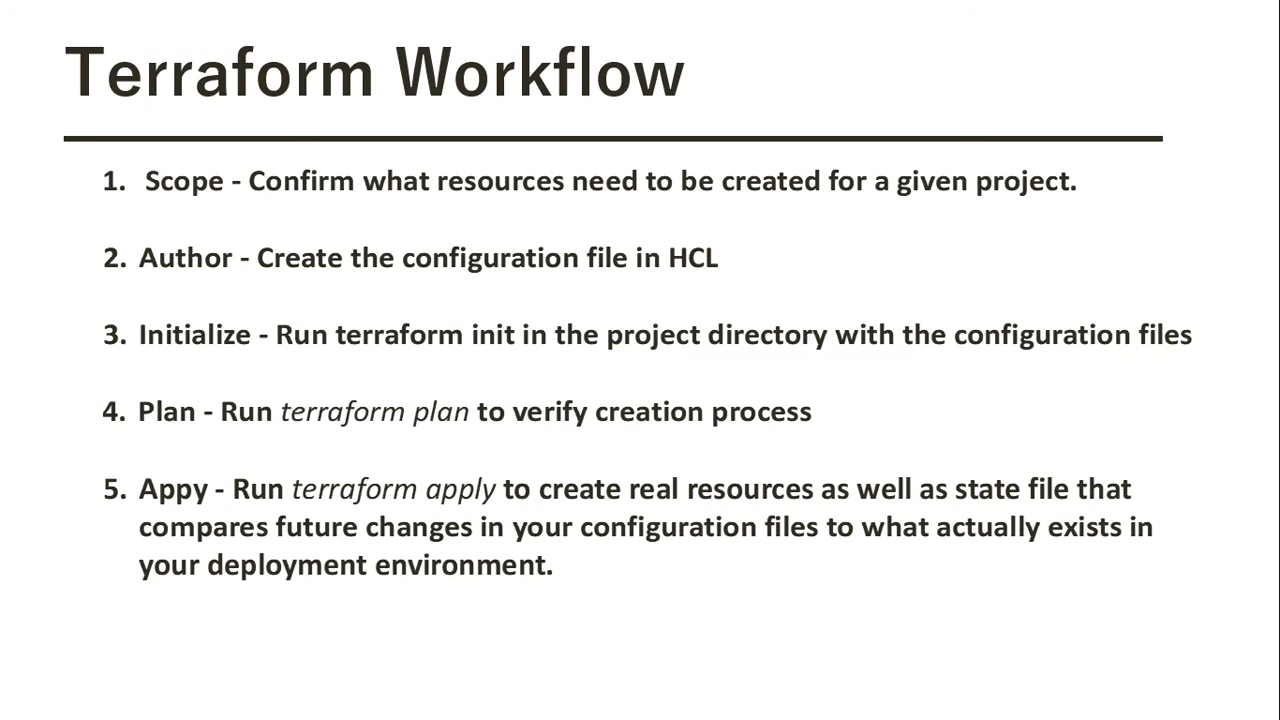 Terraform Workflow
1. Scope - Confirm what resources need to be created for a given project.
2. Author - Create the configuration file in HCL
3. Initialize - Run terraform init in the project directory with the configuration files
4. Plan - Run terraform plan to verify creation process
5. Appy - Run terraform apply to create real resources as well as state file that
compares future changes in your configuration files to what actually exists in
your deployment environment.